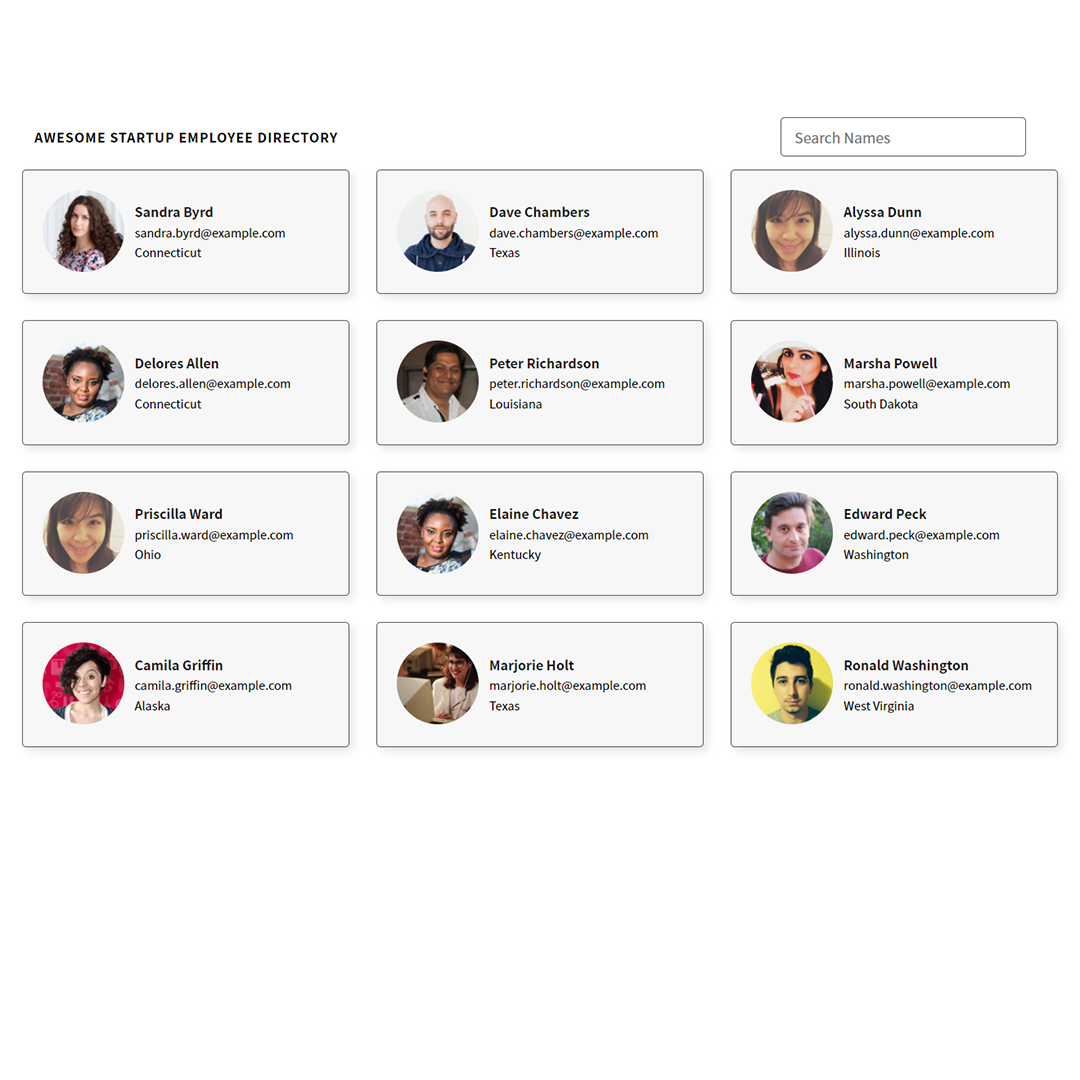 AWESOME STARTUP EMPLOYEE DIRECTORY
Search Names
Sandra Byrd
sandra.byrd@example.com
Connecticut
Dave Chambers
dave.chambers@example.com
Texas
Alyssa Dunn
alyssa.dunn@example.com
Illinois
Delores Allen
delores.allen@example.com
Connecticut
Peter Richardson
peter.richardson@example.com
Louisiana
Marsha Powell
marsha.powell@example.com
South Dakota
Priscilla Ward
priscilla.ward@example.com
Ohio
Elaine Chavez
elaine.chavez@example.com
Kentucky
Edward Peck
edward.peck@example.com
Washington
Camila Griffin
camila.griffin@example.com
Alaska
Marjorie Holt
marjorie.holt@example.com
Texas
Ronald Washington
ronald.washington@example.com
West Virginia